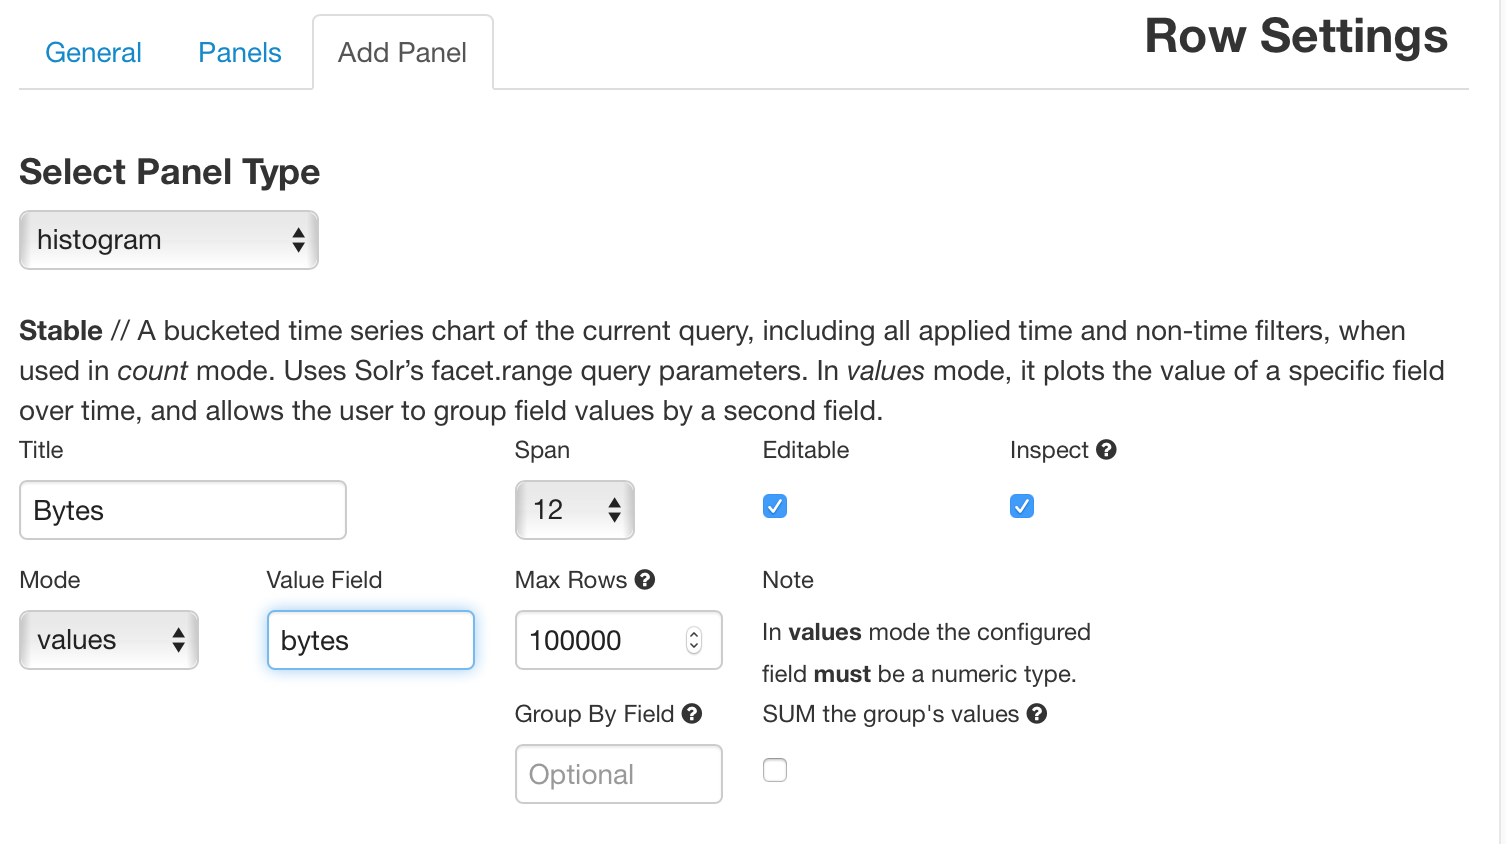 General Panels Add Panel Row Settings
Select Panel Type
histogram
Stable // A bucketed time series chart of the current query, including all applied time and non-time filters, when
used in count mode. Uses Solr’s facet.range query parameters. In values mode, it plots the value of a specific field
over time, and allows the user to group field values by a second field.
Title Span Editable Inspect
Bytes 12
Mode Value Field Max Rows Note
values bytes 100000 In values mode the configured
field must be a numeric type.
Group By Field SUM the group's values
Optional